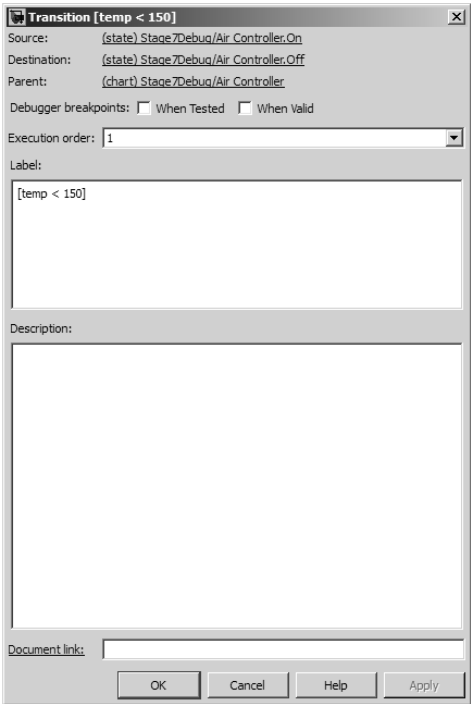 Transition [temp < 150]
Source: (state) Stage7Debug/Air Controller.On
Destination: (state) Stage7Debug/Air Controller.Off
Parent: (chart) Stage7Debug/Air Controller
Debugger breakpoints: When Tested When Valid
Execution order: 1
Label:
[temp < 150]
Description:
Document link:
OK Cancel Help Apply